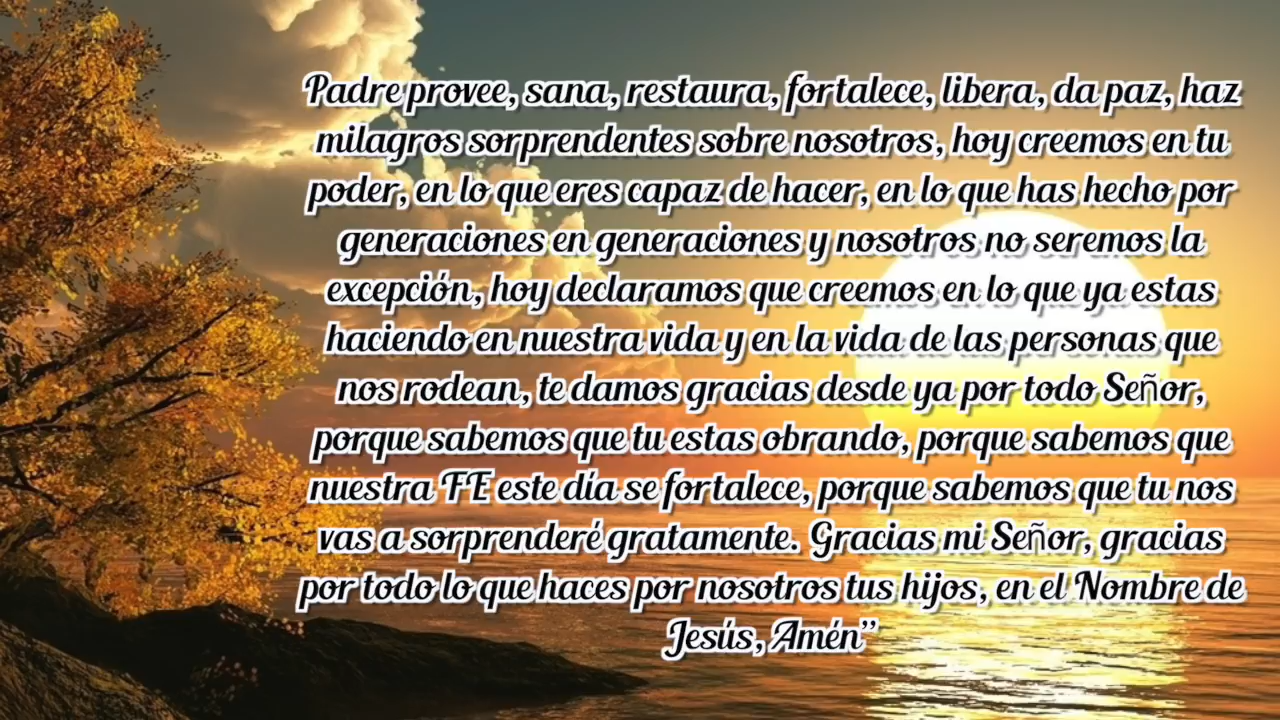 Padre provee, sana, restaura, fortalece, libera, da paz, haz
milagros sorprendentes sobre nosotros, hoy creemos en tu
poder, en lo que eres capaz de hacer, en lo que has hecho por
generaciones en generaciones y nosotros no seremos la
excepción, hoy declaramos que creemos en lo que ya estas
haciendo en nuestra vida y en la vida de las personas que
nos rodean, te damos gracias desde ya por todo Señor,
porque sabemos que tu estas obrando, porque sabemos que
nuestra FE este día se fortalece, porque sabemos que tu nos
vas a sorprenderé gratamente. Gracias mi Señor, gracias
por todo lo que haces por nosotros tus hijos, en el Nombre de
Jesús, Amén”